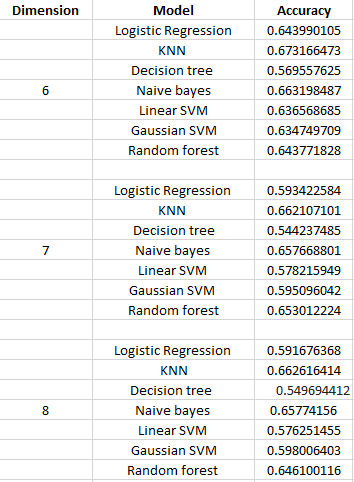 Dimension Model Accuracy
Logistic Regression 0.643990105
KNN 0.673166473
Decision tree 0.569557625
6 Naive bayes 0.663198487
Linear SVM 0.636568685
Gaussian SVM 0.634749709
Random forest 0.643771828
Logistic Regression 0.593422584
KNN 0.662107101
Decision tree 0.544237485
7 Naive bayes 0.657668801
Linear SVM 0.578215949
Gaussian SVM 0.595096042
Random forest 0.653012224
Logistic Regression 0.591676368
KNN 0.662616414
Decision tree 0.549694412
8 Naive bayes 0.65774156
Linear SVM 0.576251455
Gaussian SVM 0.598006403
Random forest 0.646100116